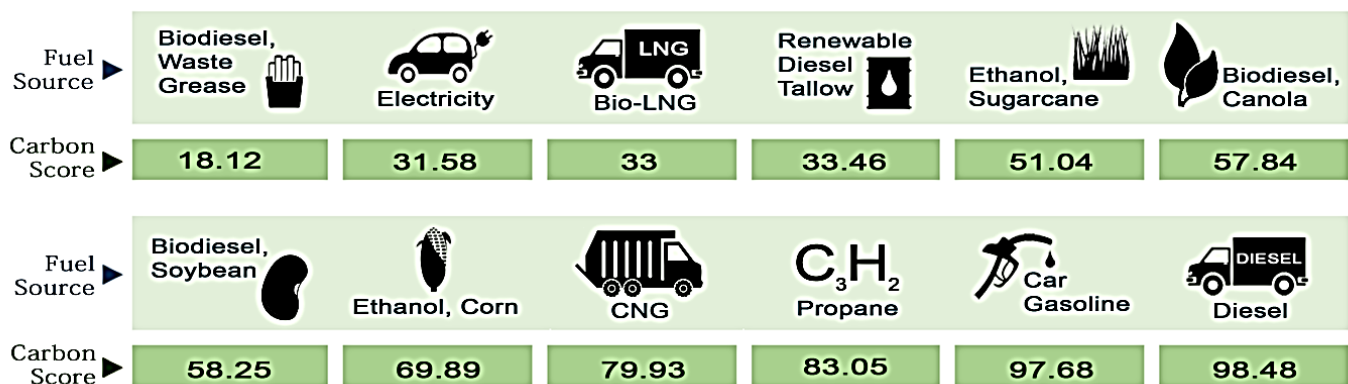 Fuel
Source
Biodiesel,
Waste
Grease
Electricity
LNG
Bio-LNG
Renewable
Diesel
Tallow
Ethanol,
Sugarcane
Biodiesel,
Canola
Carbon
Score
18.12
31.58
33
33.46
51.04
57.84
Fuel
Source
Biodiesel,
Soybean
Ethanol, Corn
CNG
C₃H₂
Propane
Car
Gasoline
DIESEL
Diesel
Carbon
Score
58.25
69.89
79.93
83.05
97.68
98.48